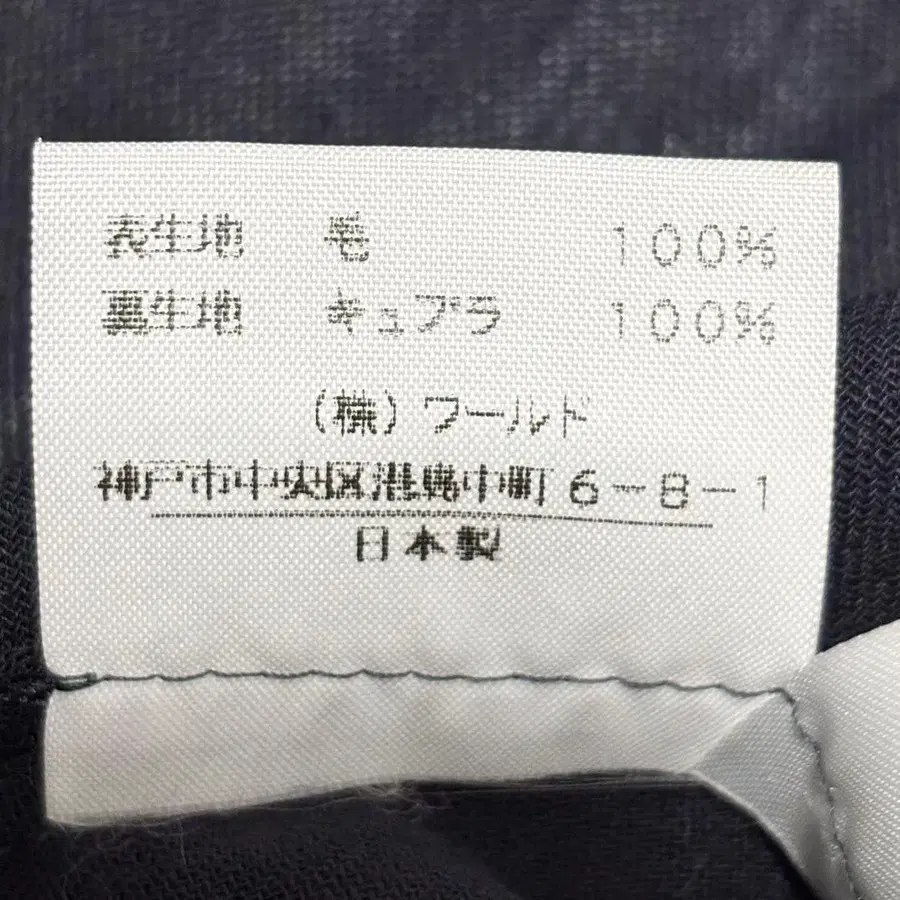 表生地 毛 100%
裏生地 キュプラ 100%
(株)ワールド
神戸市中央区港島中町6-8-1
日本製